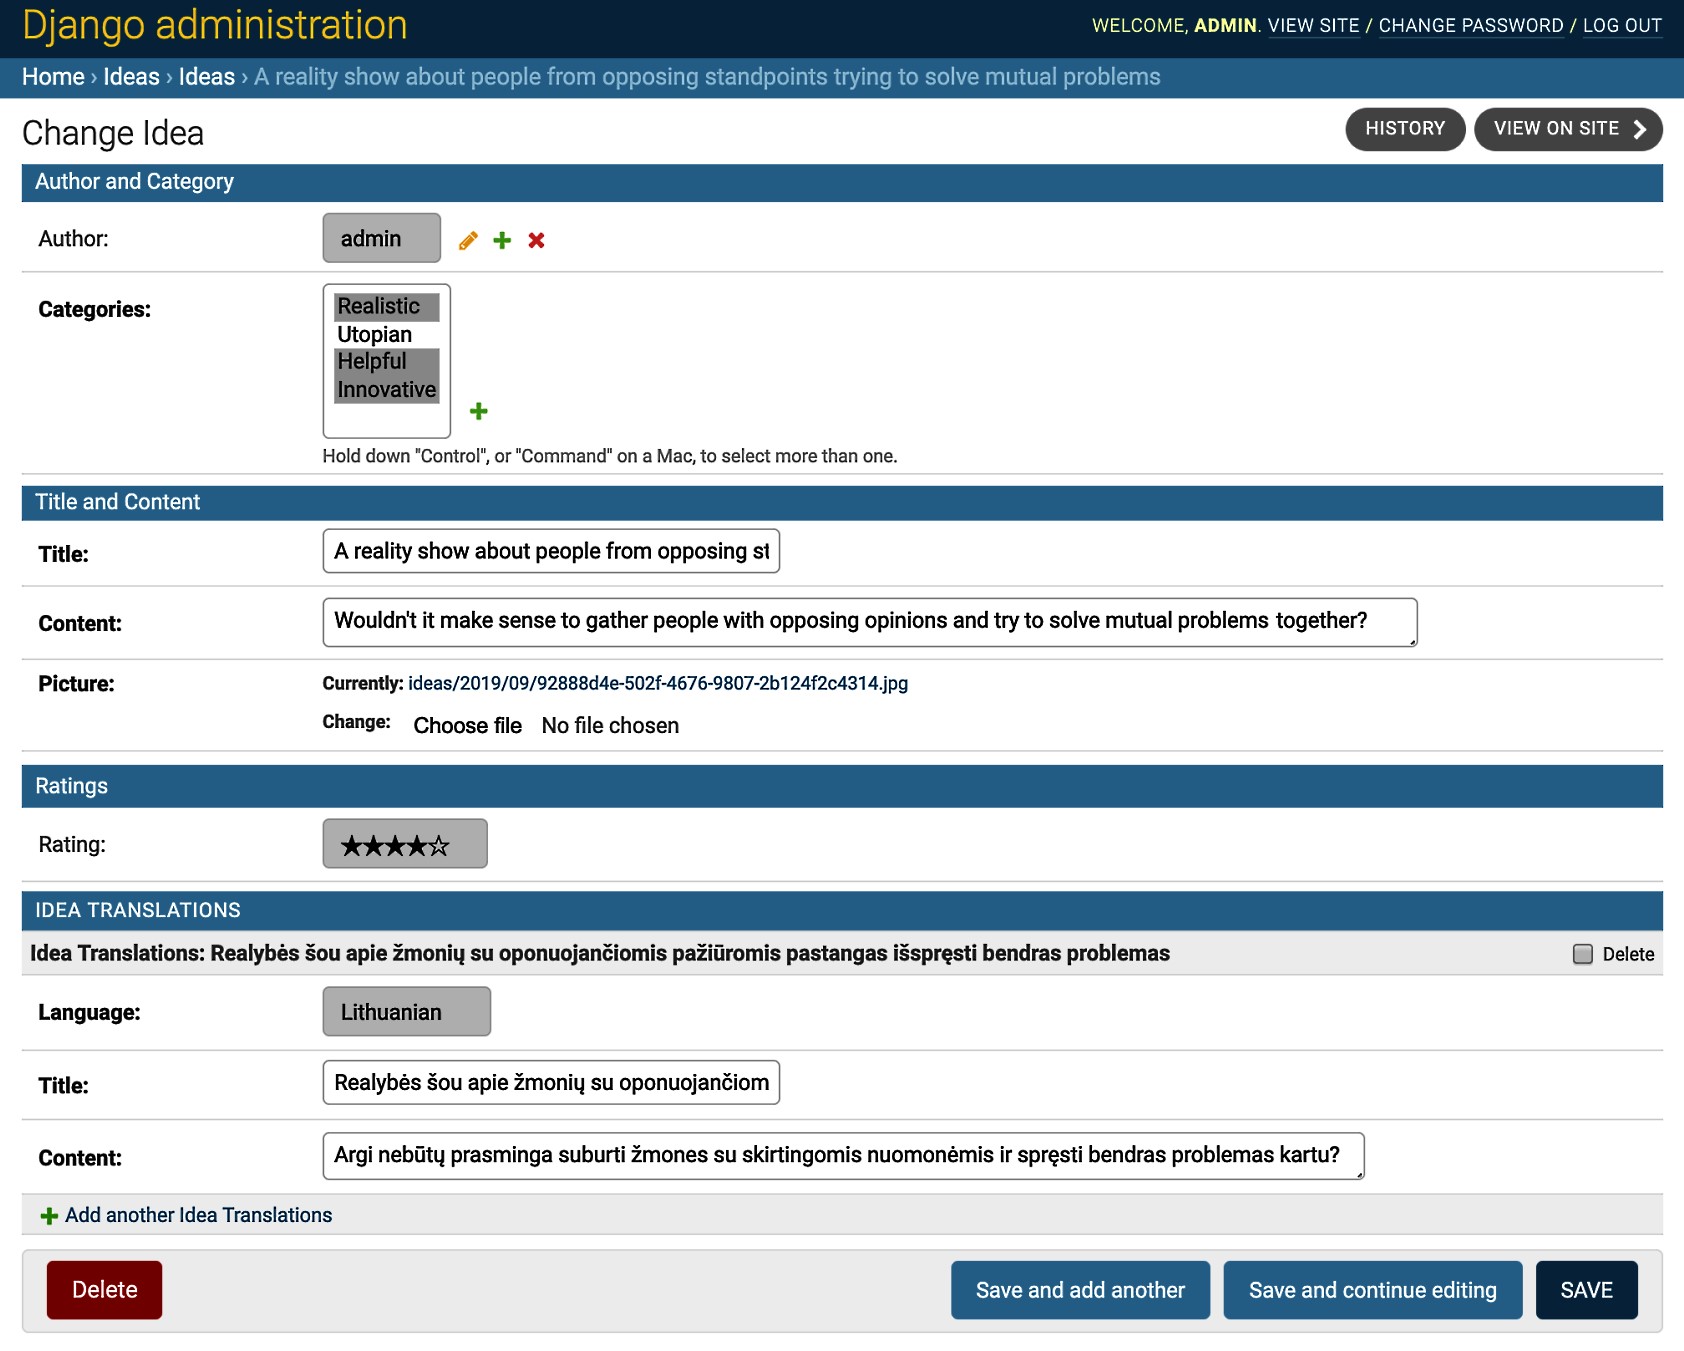 Django administration
WELCOME, ADMIN. VIEW SITE / CHANGE PASSWORD / LOG OUT
Home › Ideas › Ideas › A reality show about people from opposing standpoints trying to solve mutual problems
Change Idea
HISTORY
VIEW ON SITE
Author and Category
Author:
admin
Categories:
Realistic
Utopian
Helpful
Innovative
Hold down "Control", or "Command" on a Mac, to select more than one.
Title and Content
Title:
A reality show about people from opposing st
Content:
Wouldn't it make sense to gather people with opposing opinions and try to solve mutual problems together?
Picture:
Currently: ideas/2019/09/92888d4e-502f-4676-9807-2b124f2c4314.jpg
Change: Choose file No file chosen
Ratings
Rating:
★★★★☆
IDEA TRANSLATIONS
Idea Translations: Realybės šou apie žmonių su oponuojančiomis pažiūromis pastangas išspręsti bendras problemas
Delete
Language:
Lithuanian
Title:
Realybės šou apie žmonių su oponuojančiom
Content:
Argi nebūtų prasminga suburti žmones su skirtingomis nuomonėmis ir spręsti bendras problemas kartu?
Add another Idea Translations
Delete
Save and add another
Save and continue editing
SAVE